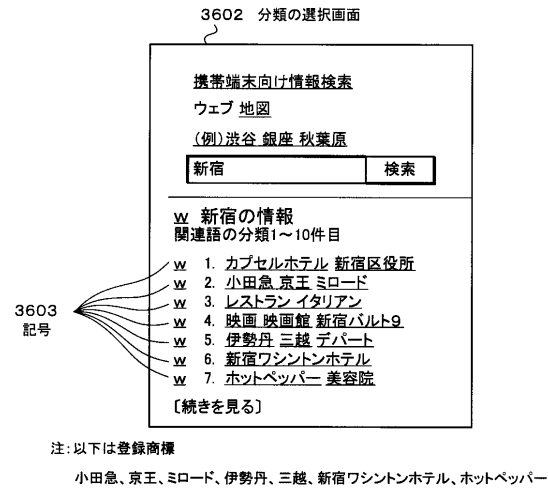 3602 分類の選択画面
携帯端末向け情報検索
ウェブ 地図
(例)渋谷 銀座 秋葉原
新宿 検索
w 新宿の情報
関連語の分類1~10件目
w 1. カプセルホテル 新宿区役所
w 2. 小田急 京王 ミロード
w 3. レストラン イタリアン
w 4. 映画 映画館 新宿バルト9
w 5. 伊勢丹 三越 デパート
w 6. 新宿ワシントンホテル
w 7. ホットペッパー 美容院
〔続きを見る〕
3603
記号
注:以下は登録商標
小田急、京王、ミロード、伊勢丹、三越、新宿ワシントンホテル、ホットペッパー